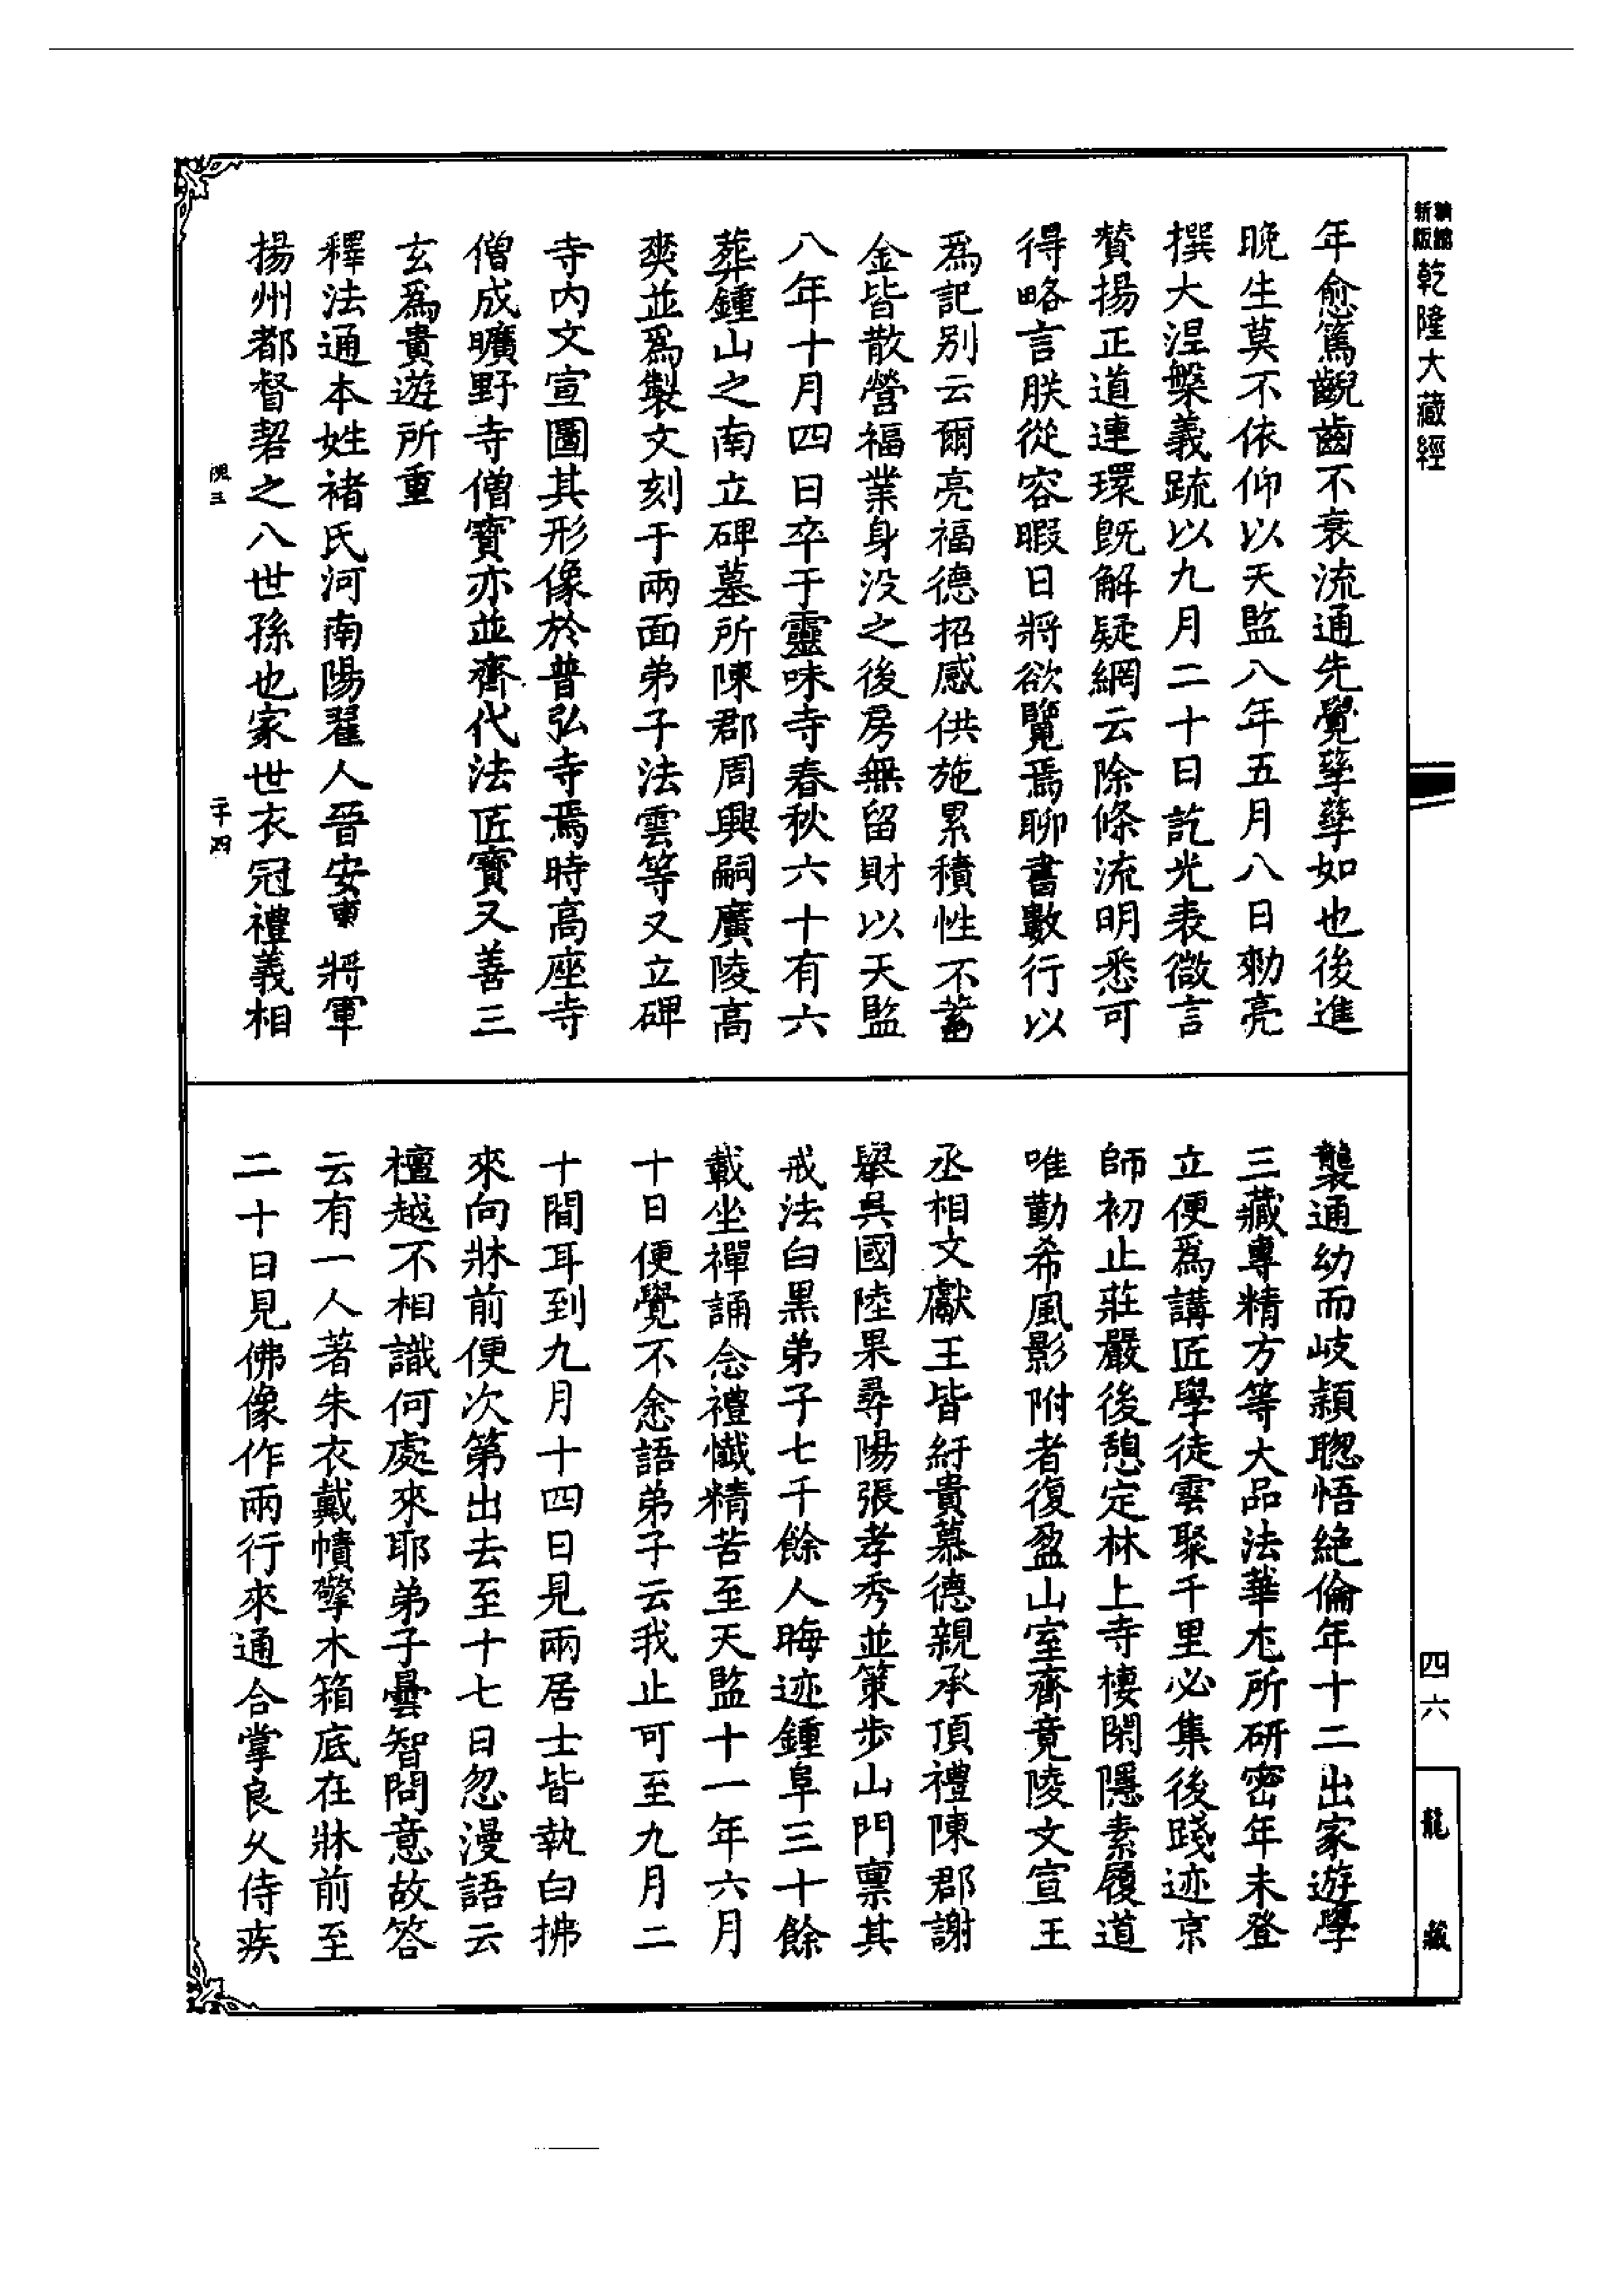 新版精縮
乾隆大藏經
年愈篤齯齒不衰流通先覺孳孳如也後進
晚生莫不依仰以天監八年五月八日勑亮
撰大涅槃義疏以九月二十日訖光表微言
贊揚正道連環旣解疑網云除條流明悉可
得略言朕從容暇日將欲覽焉聊書數行以
爲記別云爾亮福德招感供施累積性不蓄
金皆散營福業身没之後房無留財以天監
八年十月四日卒于靈味寺春秋六十有六
葬鍾山之南立碑墓所陳郡周興嗣廣陵高
爽並爲製文刻于兩面弟子法雲等又立碑
寺内文宣圖其形像於普弘寺焉時高座寺
僧成曠野寺僧寶亦並齊代法匠寶又善三
玄爲貴遊所重
釋法通本姓褚氏河南陽翟人晉安東將軍
揚州都督䂮之八世孫也家世衣冠禮義相
二十四
襲通幼而岐頴聦悟絶倫年十二出家遊學
三藏專精方等大品法華尤所研密年未登
立便爲講匠學徒雲聚千里必集後踐迹京
師初止莊嚴後憩定林上寺棲閑隱素履道
唯勤希風影附者復盈山室齊竟陵文宣王
丞相文獻王皆紆貴慕德親承頂禮陳郡謝
舉吳國陸杲尋陽張孝秀並策步山門禀其
戒法白黑弟子七千餘人晦迹鍾阜三十餘
載坐禪誦念禮懺精苦至天監十一年六月
十日便覺不悆語弟子云我止可至九月二
十間耳到九月十四日見兩居士皆執白拂
來向牀前便次第出去至十七日忽漫語云
檀越不相識何處來耶弟子曇智問意故答
云有一人著朱衣戴幘擎木箱底在牀前至
二十日見佛像作兩行來通合掌良久侍疾
四六
龍藏